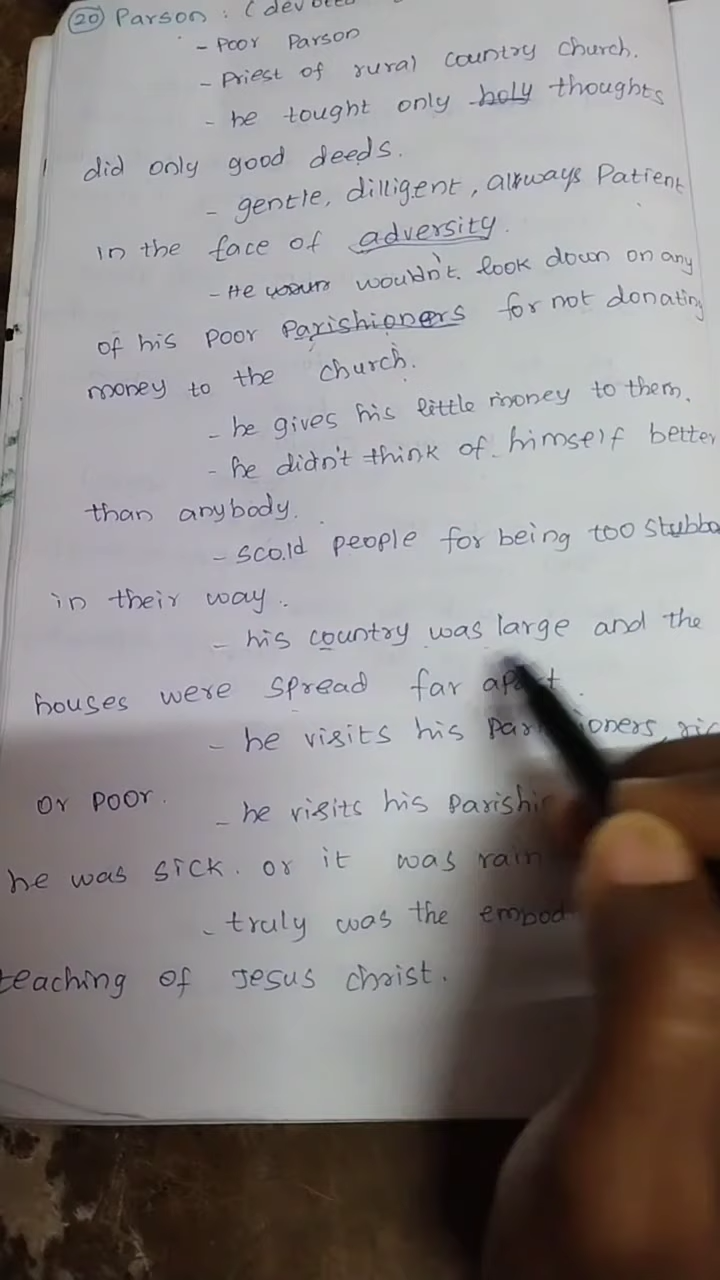 (20) Parson : (devoted
- Poor Parson
- Priest of rural country church.
- he tought only holy thoughts
did only good deeds.
- gentle, dilligent, always Patient
in the face of adversity.
- He wouldn't look down on any
of his poor Parishioners for not donating
money to the church.
- he gives his little money to them.
- he didn't think of himself better
than anybody.
- scold people for being too stubbo
in their way.
- his country was large and the
houses were spread far apart.
- he visits his Parishioners, ric
or poor.
- he visits his Parishi
he was sick. or it was rain
- truly was the embod
teaching of Jesus christ.